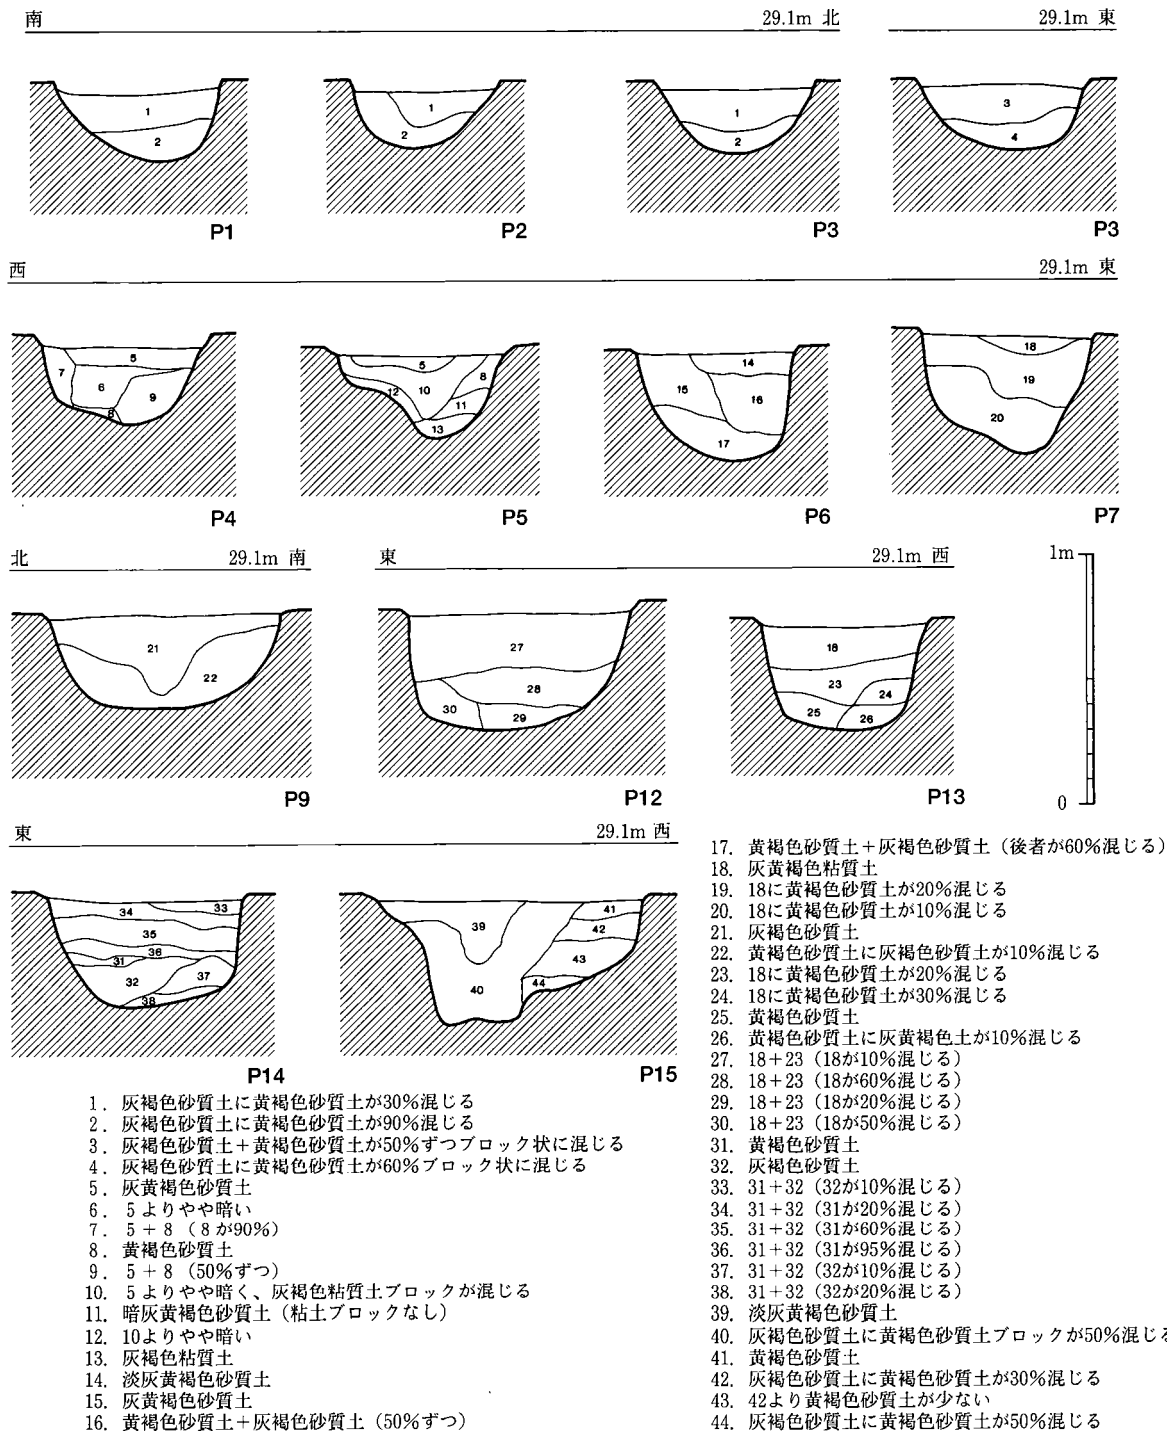 南 29.1m 北 29.1m 東
1 1 1 3
2 2 2 4
P1 P2 P3 P3
西 29.1m 東
7 5 6 9 8
5 8 10 12 11 13
14 15 16 17
18 19 20
P4 P5 P6 P7
北 29.1m 南 東 29.1m 西 1m
21 22
27 28 30 29
18 23 24 25 26
P9 P12 P13 0
東 29.1m 西
34 33 35 36 31 32 37 38
39 41 42 43 44 40
P14 P15
1. 灰褐色砂質土に黄褐色砂質土が30%混じる
2. 灰褐色砂質土に黄褐色砂質土が90%混じる
3. 灰褐色砂質土+黄褐色砂質土が50%ずつブロック状に混じる
4. 灰褐色砂質土に黄褐色砂質土が60%ブロック状に混じる
5. 灰黄褐色砂質土
6. 5よりやや暗い
7. 5+8(8が90%)
8. 黄褐色砂質土
9. 5+8(50%ずつ)
10. 5よりやや暗く、灰褐色粘質土ブロックが混じる
11. 暗灰黄褐色砂質土(粘土ブロックなし)
12. 10よりやや暗い
13. 灰褐色粘質土
14. 淡灰黄褐色砂質土
15. 灰黄褐色砂質土
16. 黄褐色砂質土+灰褐色砂質土(50%ずつ)
17. 黄褐色砂質土+灰褐色砂質土(後者が60%混じる)
18. 灰黄褐色粘質土
19. 18に黄褐色砂質土が20%混じる
20. 18に黄褐色砂質土が10%混じる
21. 灰褐色砂質土
22. 黄褐色砂質土に灰褐色砂質土が10%混じる
23. 18に黄褐色砂質土が20%混じる
24. 18に黄褐色砂質土が30%混じる
25. 黄褐色砂質土
26. 黄褐色砂質土に灰黄褐色土が10%混じる
27. 18+23(18が10%混じる)
28. 18+23(18が60%混じる)
29. 18+23(18が20%混じる)
30. 18+23(18が50%混じる)
31. 黄褐色砂質土
32. 灰褐色砂質土
33. 31+32(32が10%混じる)
34. 31+32(31が20%混じる)
35. 31+32(31が60%混じる)
36. 31+32(31が95%混じる)
37. 31+32(32が10%混じる)
38. 31+32(32が20%混じる)
39. 淡灰黄褐色砂質土
40. 灰褐色砂質土に黄褐色砂質土ブロックが50%混じる
41. 黄褐色砂質土
42. 灰褐色砂質土に黄褐色砂質土が30%混じる
43. 42より黄褐色砂質土が少ない
44. 灰褐色砂質土に黄褐色砂質土が50%混じる